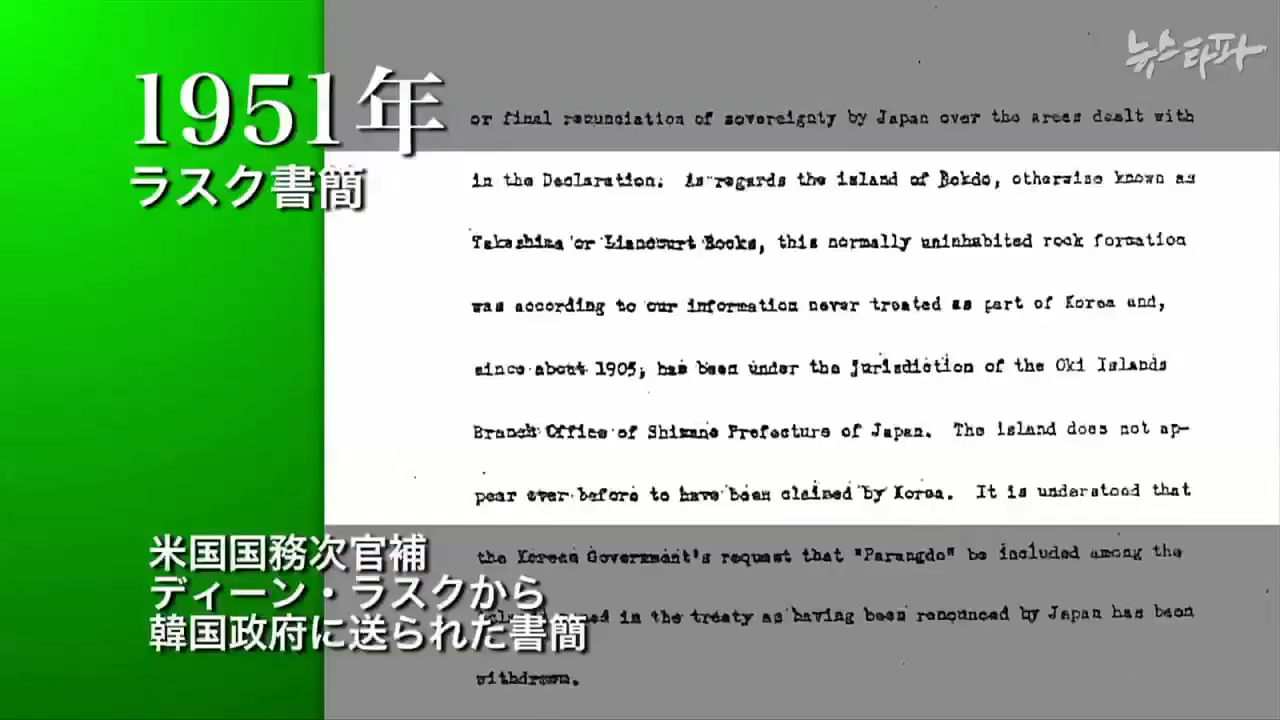 뉴스타파
1951年
ラスク書簡
or final renunciation of sovereignty by Japan over the areas dealt with
in the Declaration. As regards the island of Dokdo, otherwise known as
Takeshima or Liancourt Rocks, this normally uninhabited rock formation
was according to our information never treated as part of Korea and,
since about 1905, has been under the jurisdiction of the Oki Islands
Branch Office of Shimane Prefecture of Japan. The island does not ap-
pear ever before to have been claimed by Korea. It is understood that
the Korean Government's request that "Parangdo" be included among the
in the treaty as having been renounced by Japan has been
withdrawn.
米国国務次官補
ディーン・ラスクから
韓国政府に送られた書簡